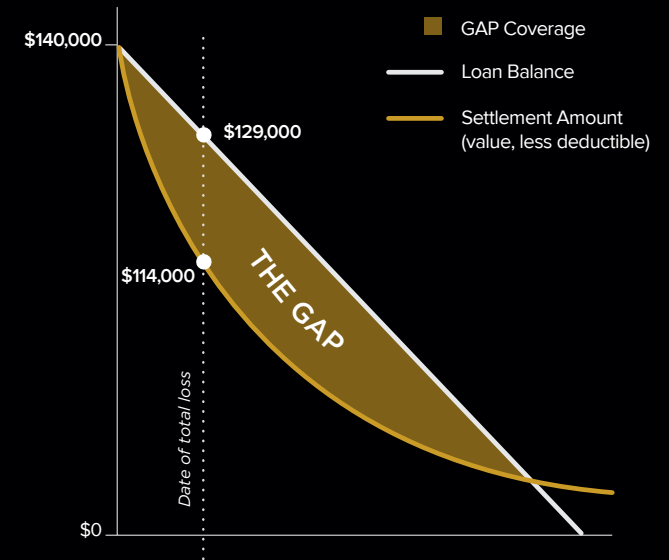 $140,000
GAP Coverage
Loan Balance
Settlement Amount
(value, less deductible)
$129,000
$114,000
THE GAP
Date of total loss
$0